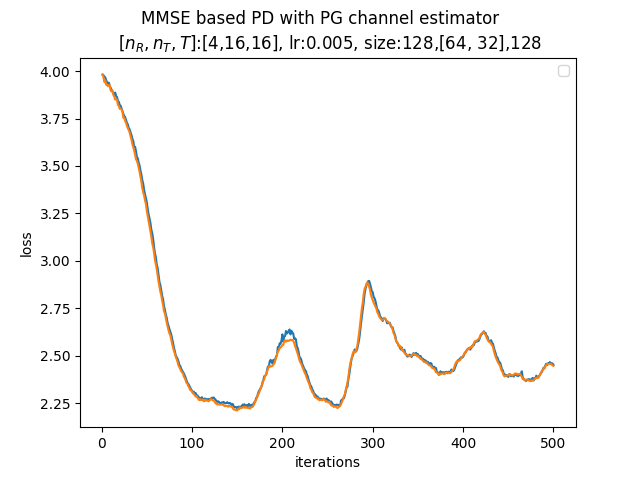 MMSE based PD with PG channel estimator
[n_R, n_T, T]:[4,16,16], lr:0.005, size:128,[64, 32],128
4.00
3.75
3.50
3.25
3.00
2.75
2.50
2.25
loss
0 100 200 300 400 500
iterations